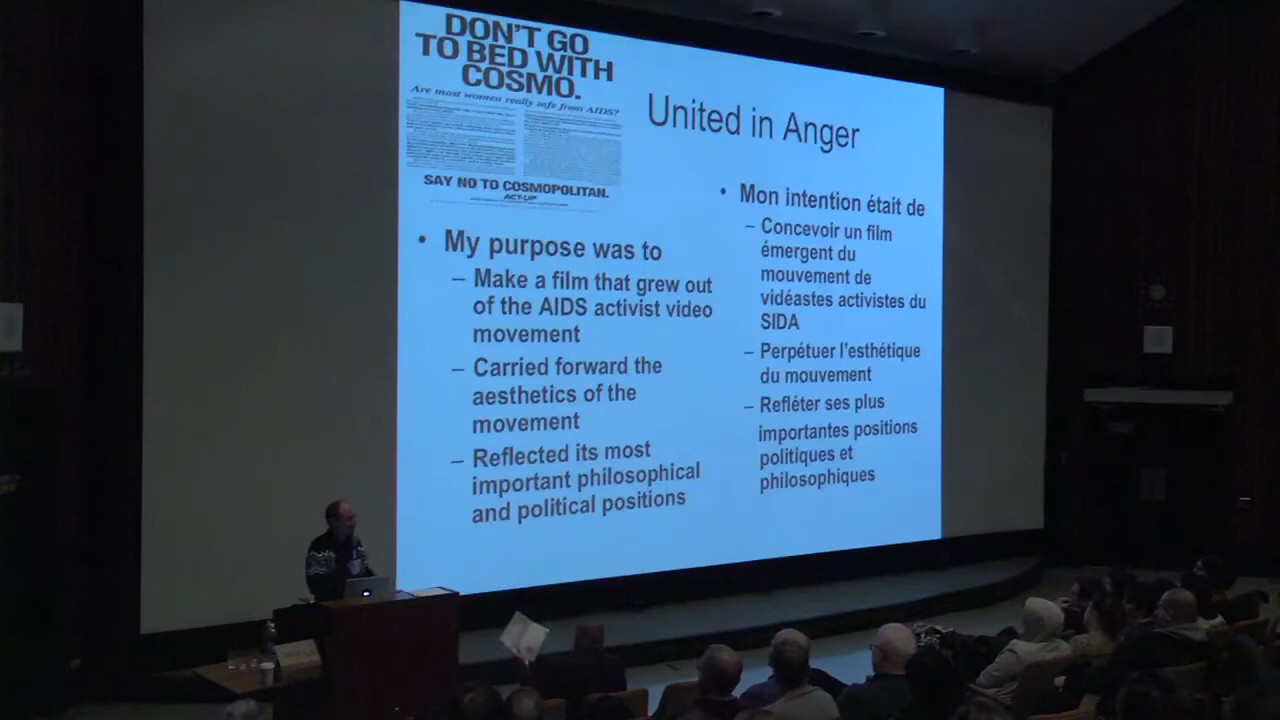 DON'T GO
TO BED WITH
COSMO.
Are most women really safe from AIDS?
SAY NO TO COSMOPOLITAN.
ACT-UP
United in Anger
• My purpose was to
– Make a film that grew out
of the AIDS activist video
movement
– Carried forward the
aesthetics of the
movement
– Reflected its most
important philosophical
and political positions
• Mon intention était de
– Concevoir un film
émergent du
mouvement de
vidéastes activistes du
SIDA
– Perpétuer l'esthétique
du mouvement
– Refléter ses plus
importantes positions
politiques et
philosophiques